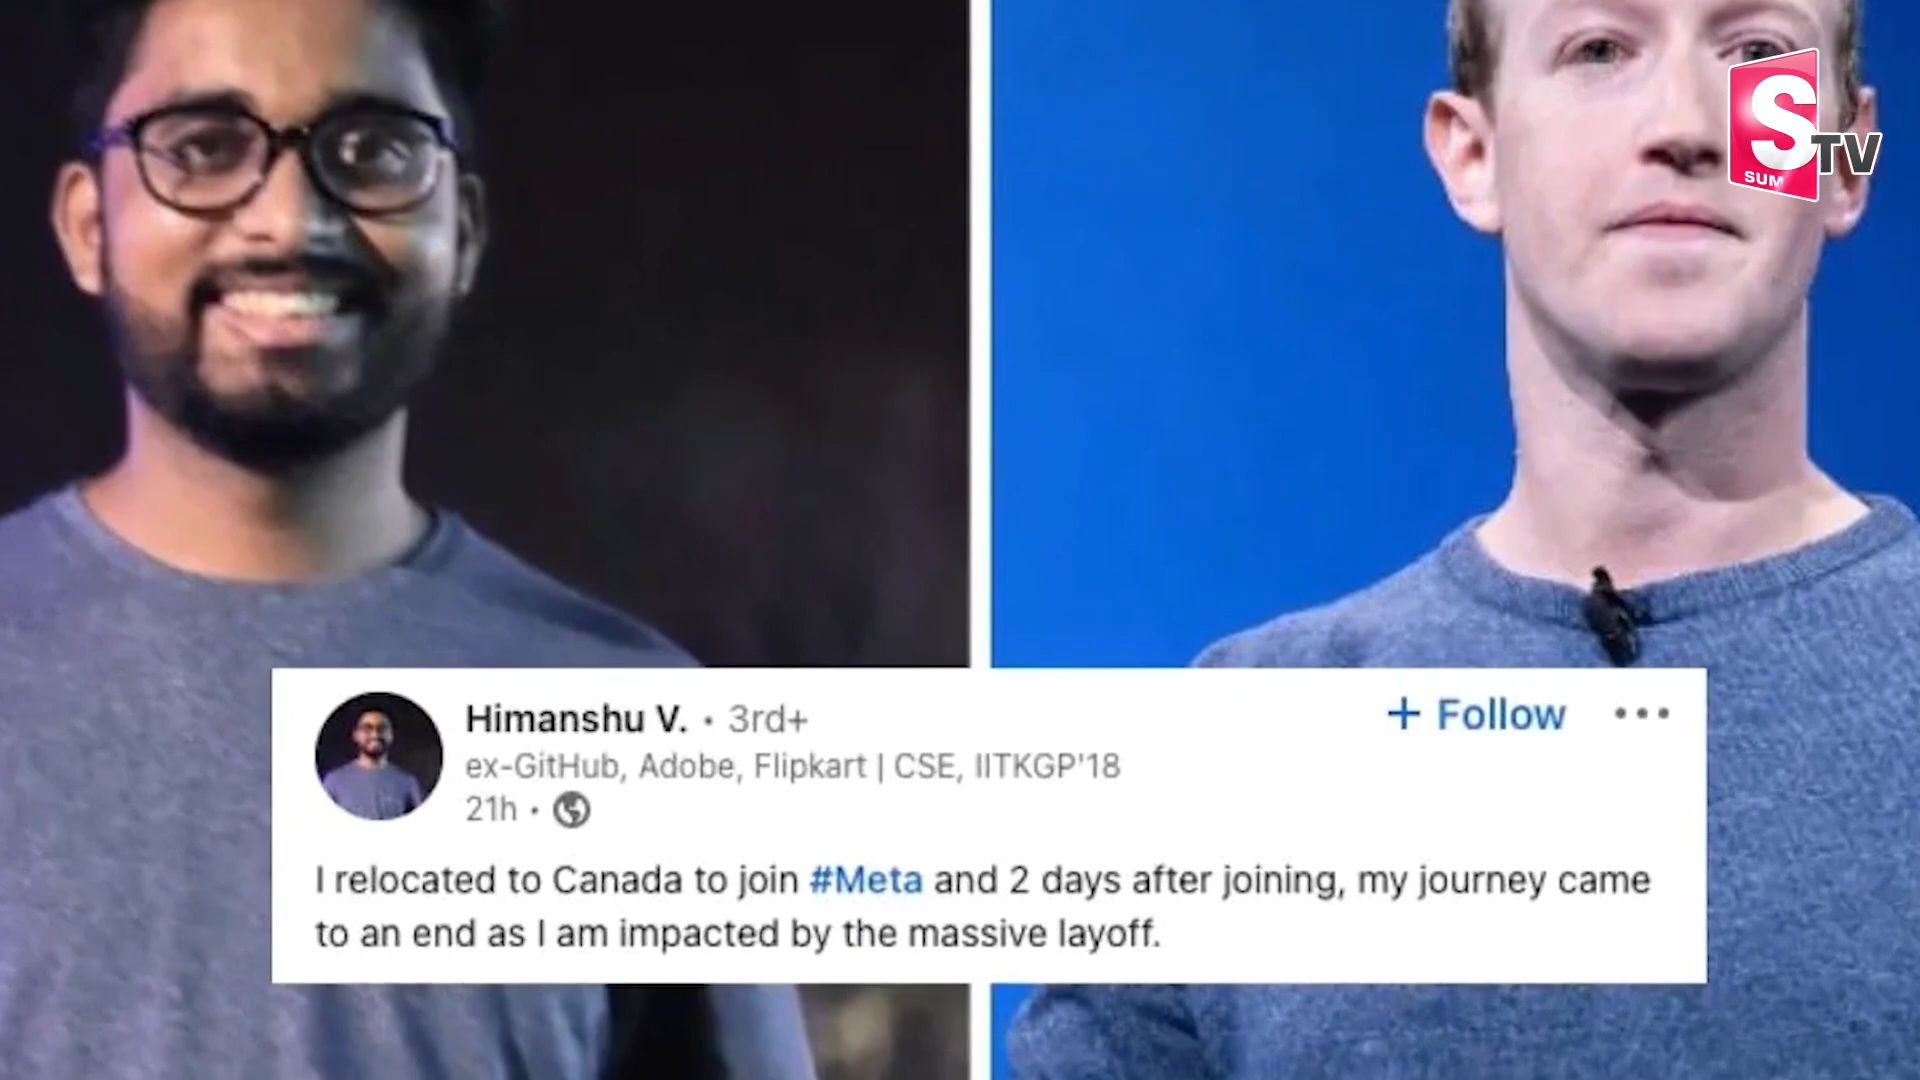 S
TV
SUM
Himanshu V. • 3rd+
+ Follow
ex-GitHub, Adobe, Flipkart | CSE, IITKGP'18
21h •
I relocated to Canada to join #Meta and 2 days after joining, my journey came
to an end as I am impacted by the massive layoff.